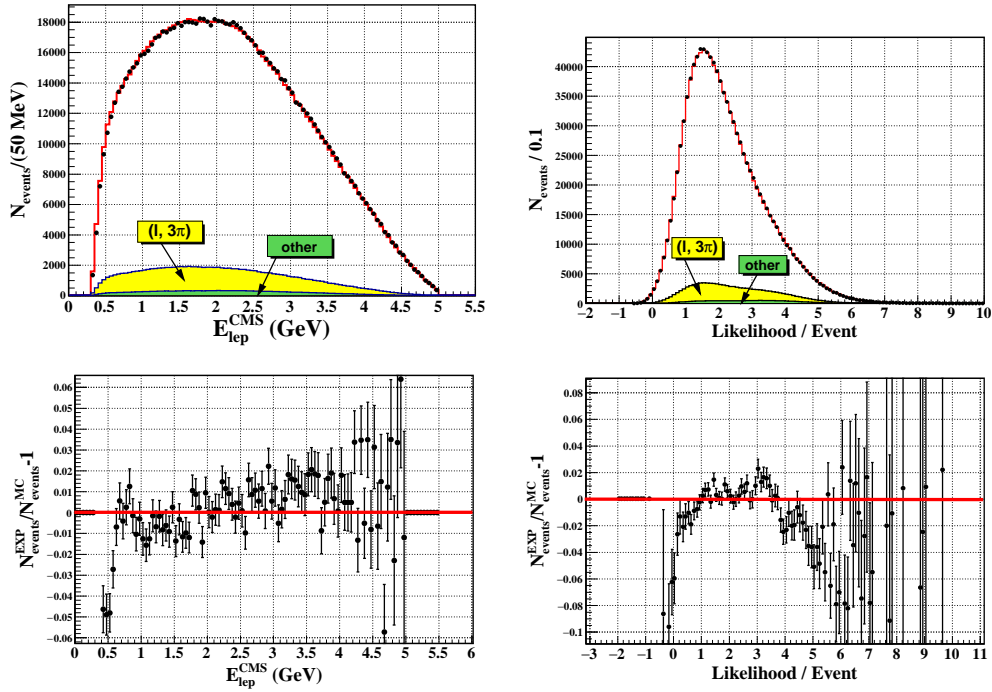 N_events/(50 MeV)
18000
16000
14000
12000
10000
8000
6000
4000
2000
0
(l, 3π)
other
0 0.5 1 1.5 2 2.5 3 3.5 4 4.5 5 5.5
E_lep^CMS (GeV)
N_events / 0.1
40000
30000
20000
10000
0
(l, 3π)
other
−2 −1 0 1 2 3 4 5 6 7 8 9 10
Likelihood / Event
N_events^EXP/N_events^MC-1
0.06
0.05
0.04
0.03
0.02
0.01
0
−0.01
−0.02
−0.03
−0.04
−0.05
−0.06
0 0.5 1 1.5 2 2.5 3 3.5 4 4.5 5 5.5 6
E_lep^CMS (GeV)
N_events^EXP/N_events^MC-1
0.08
0.06
0.04
0.02
0
−0.02
−0.04
−0.06
−0.08
−0.1
−3 −2 −1 0 1 2 3 4 5 6 7 8 9 10 11
Likelihood / Event